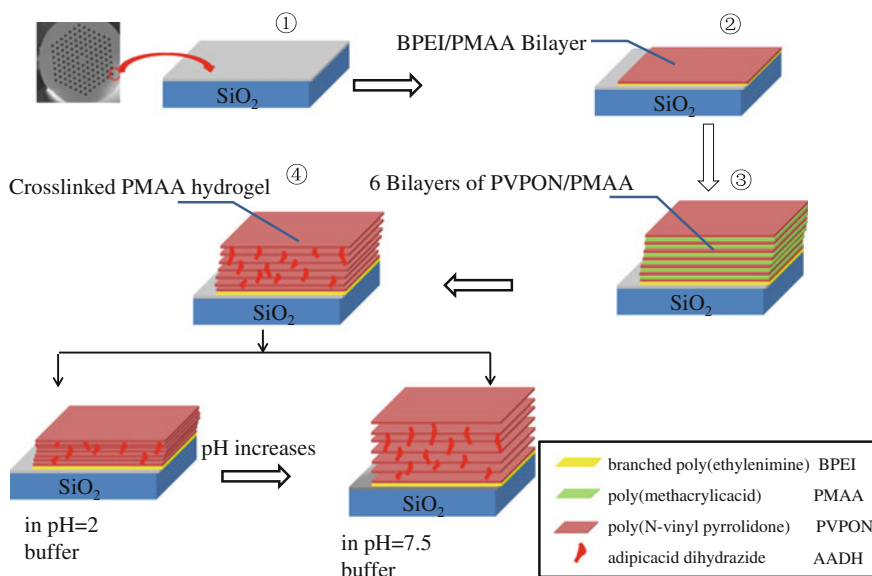 ①
SiO₂
BPEI/PMAA Bilayer
②
SiO₂
Crosslinked PMAA hydrogel
④
6 Bilayers of PVPON/PMAA
③
SiO₂
SiO₂
pH increases
SiO₂
SiO₂
in pH=2
buffer
in pH=7.5
buffer
branched poly(ethylenimine) BPEI
poly(methacrylicacid) PMAA
poly(N-vinyl pyrrolidone) PVPON
adipicacid dihydrazide AADH